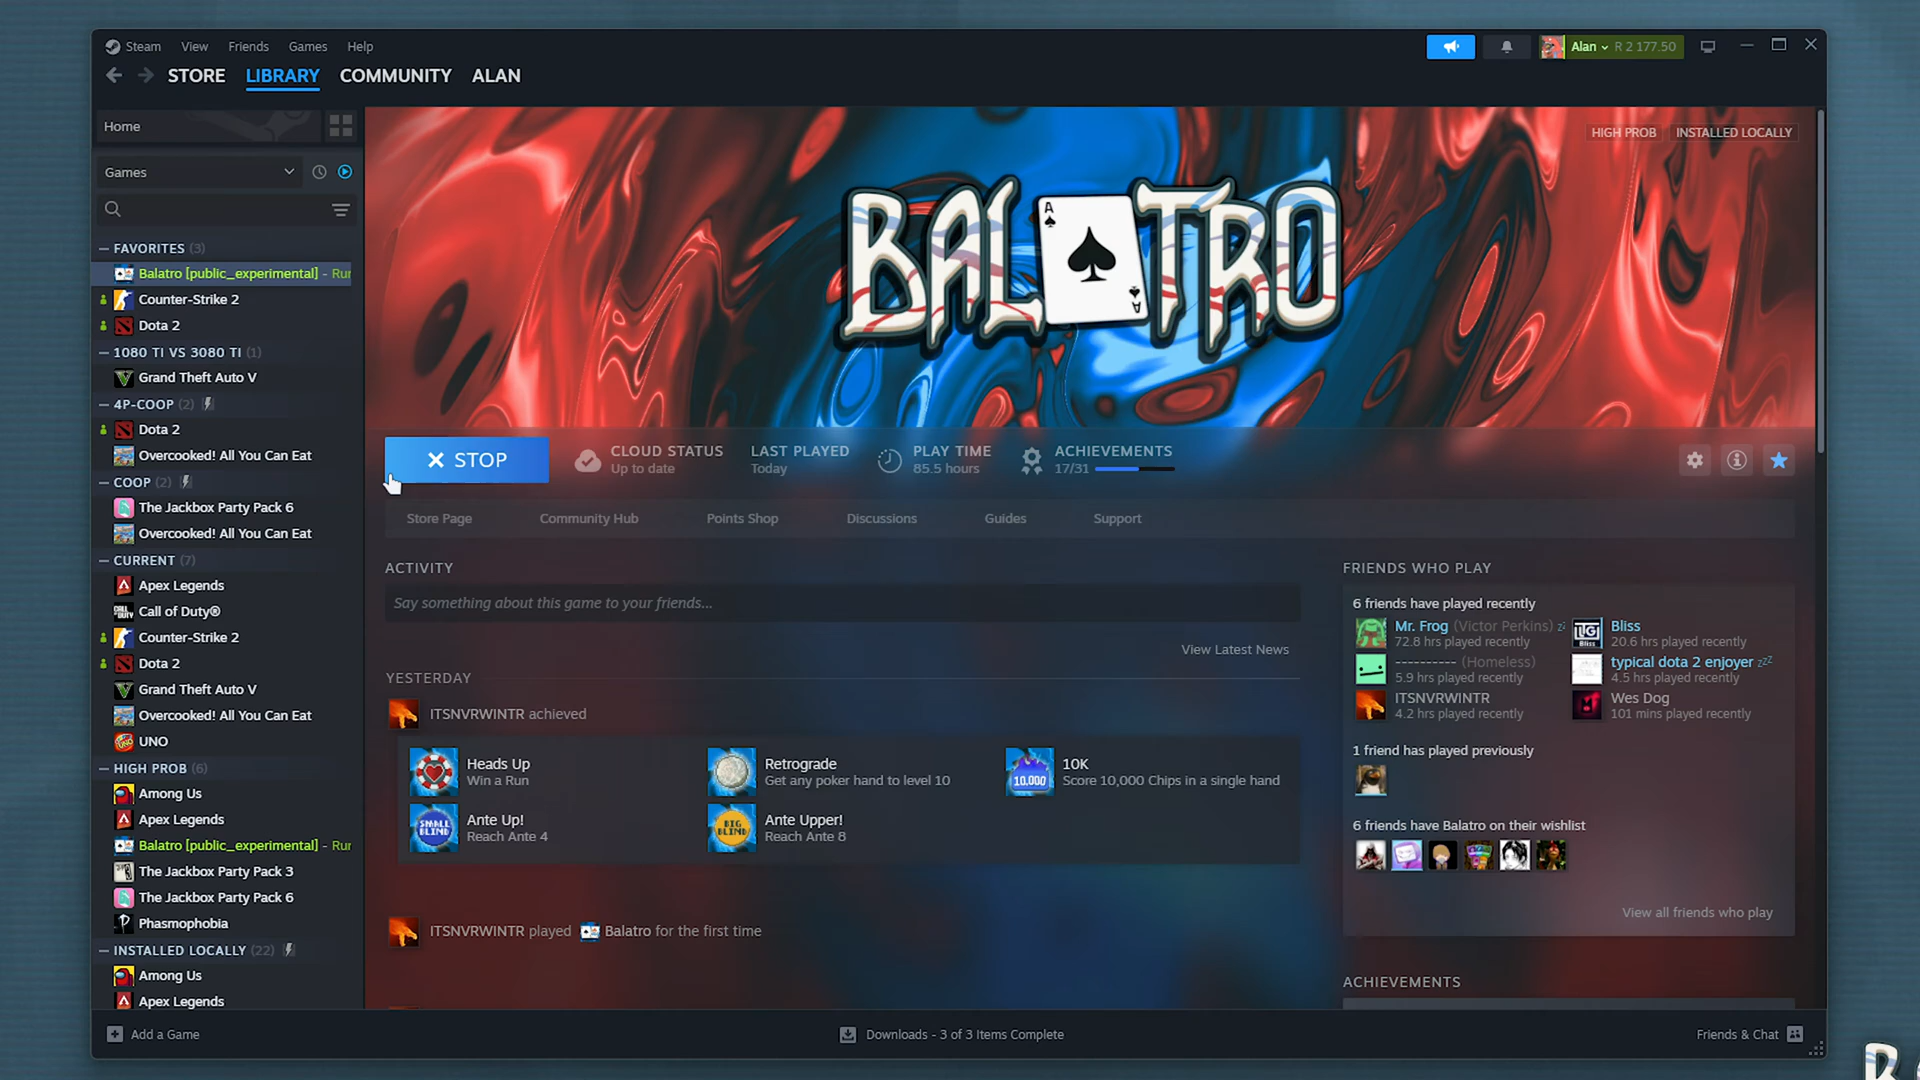 Steam View Friends Games Help
Alan R 2 177.50
STORE LIBRARY COMMUNITY ALAN
Home
HIGH PROB INSTALLED LOCALLY
Games
BALATRO
A
A
FAVORITES (3)
Balatro [public_experimental] - Rur
Counter-Strike 2
Dota 2
1080 TI VS 3080 TI (1)
Grand Theft Auto V
4P-COOP (2)
Dota 2
Overcooked! All You Can Eat
COOP (2)
The Jackbox Party Pack 6
Overcooked! All You Can Eat
CURRENT (7)
Apex Legends
Call of Duty®
Counter-Strike 2
Dota 2
Grand Theft Auto V
Overcooked! All You Can Eat
UNO
HIGH PROB (6)
Among Us
Apex Legends
Balatro [public_experimental] - Rur
The Jackbox Party Pack 3
The Jackbox Party Pack 6
Phasmophobia
INSTALLED LOCALLY (22)
Among Us
Apex Legends
STOP
CLOUD STATUS
Up to date
LAST PLAYED
Today
PLAY TIME
85.5 hours
ACHIEVEMENTS
17/31
Store Page Community Hub Points Shop Discussions Guides Support
ACTIVITY
Say something about this game to your friends...
View Latest News
YESTERDAY
ITSNVRWINTR achieved
Heads Up
Win a Run
Retrograde
Get any poker hand to level 10
10,000
10K
Score 10,000 Chips in a single hand
SMALL
BLIND
Ante Up!
Reach Ante 4
BIG
BLIND
Ante Upper!
Reach Ante 8
ITSNVRWINTR played Balatro for the first time
FRIENDS WHO PLAY
6 friends have played recently
Mr. Frog (Victor Perkins) zz
72.8 hrs played recently
LTG
Bliss
Bliss
20.6 hrs played recently
---------- (Homeless)
5.9 hrs played recently
typical dota 2 enjoyer zzZ
4.5 hrs played recently
ITSNVRWINTR
4.2 hrs played recently
Wes Dog
101 mins played recently
1 friend has played previously
6 friends have Balatro on their wishlist
View all friends who play
ACHIEVEMENTS
Add a Game
Downloads - 3 of 3 Items Complete
Friends & Chat